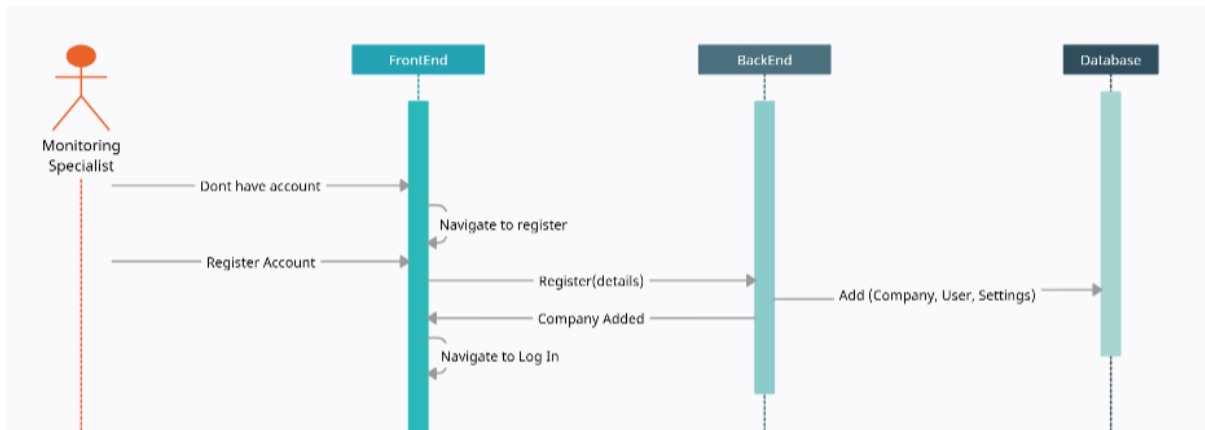 FrontEnd
BackEnd
Database
Monitoring
Specialist
Dont have account
Navigate to register
Register Account
Register(details)
Add (Company, User, Settings)
Company Added
Navigate to Log In